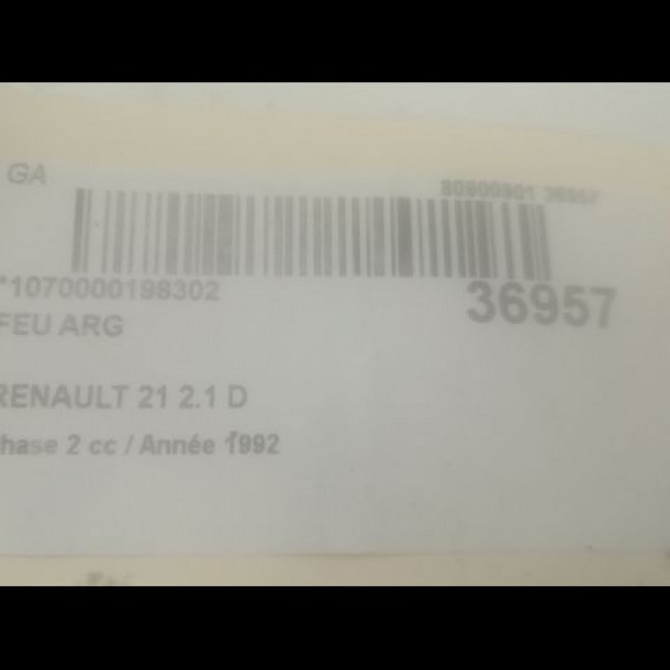 GA
80900901 36957
*1070000198302
36957
FEU ARG
RENAULT 21 2.1 D
hase 2 cc / Année 1992